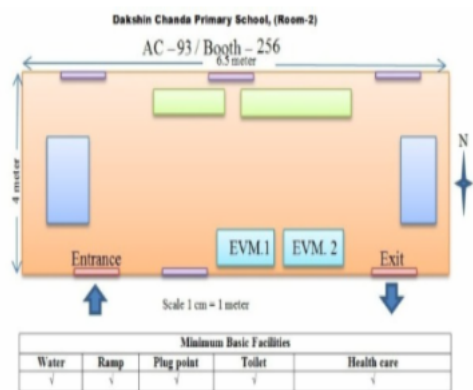 Dakshin Chanda Primary School, (Room-2)
AC –93 / Booth – 256
6.5 meter
4 meter
N
EVM.1 EVM. 2
Entrance Exit
Scale 1 cm = 1 meter
Minimum Basic Facilities
Water Ramp Plug point Toilet Health care
√ √ √ √ √